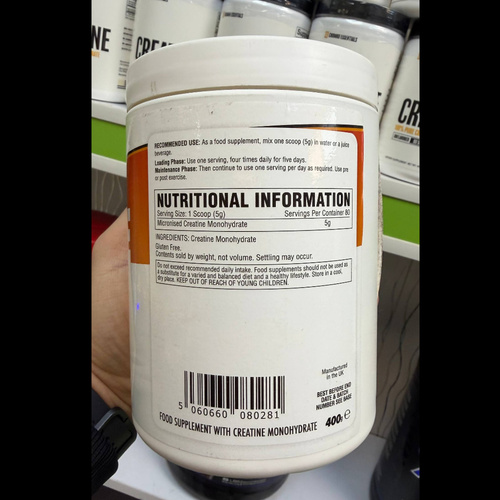 RECOMMENDED USE: As a food supplement, mix one scoop (5g) in water or a juice
beverage.
Loading Phase: Use one serving, four times daily for five days.
Maintenance Phase: Then continue to use one serving per day as required. Use pre
or post exercise.
NUTRITIONAL INFORMATION
Serving Size: 1 Scoop (5g) Servings Per Container 80
Micronised Creatine Monohydrate 5g
INGREDIENTS: Creatine Monohydrate
Gluten Free.
Contents sold by weight, not volume. Settling may occur.
Do not exceed recommended daily intake. Food supplements should not be used as
a substitute for a varied and balanced diet and a healthy lifestyle. Store in a cool,
dry place. KEEP OUT OF REACH OF YOUNG CHILDREN.
Manufactured
in the UK
BEST BEFORE END
DATE & BATCH
NUMBER SEE BASE
5 060660 080281
400g e
FOOD SUPPLEMENT WITH CREATINE MONOHYDRATE